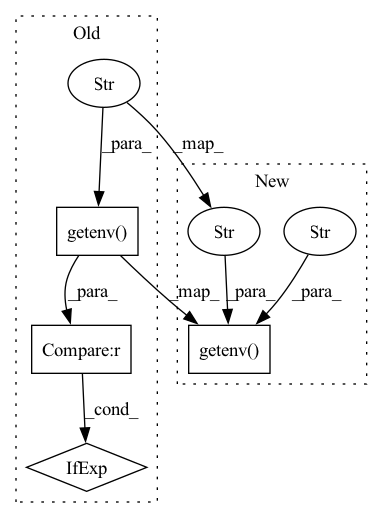 Old
Str
_para_
_map_
New
getenv()
Str
Str
_para_
_map_
_para_
_para_
Compare:r
getenv()
_cond_
IfExp